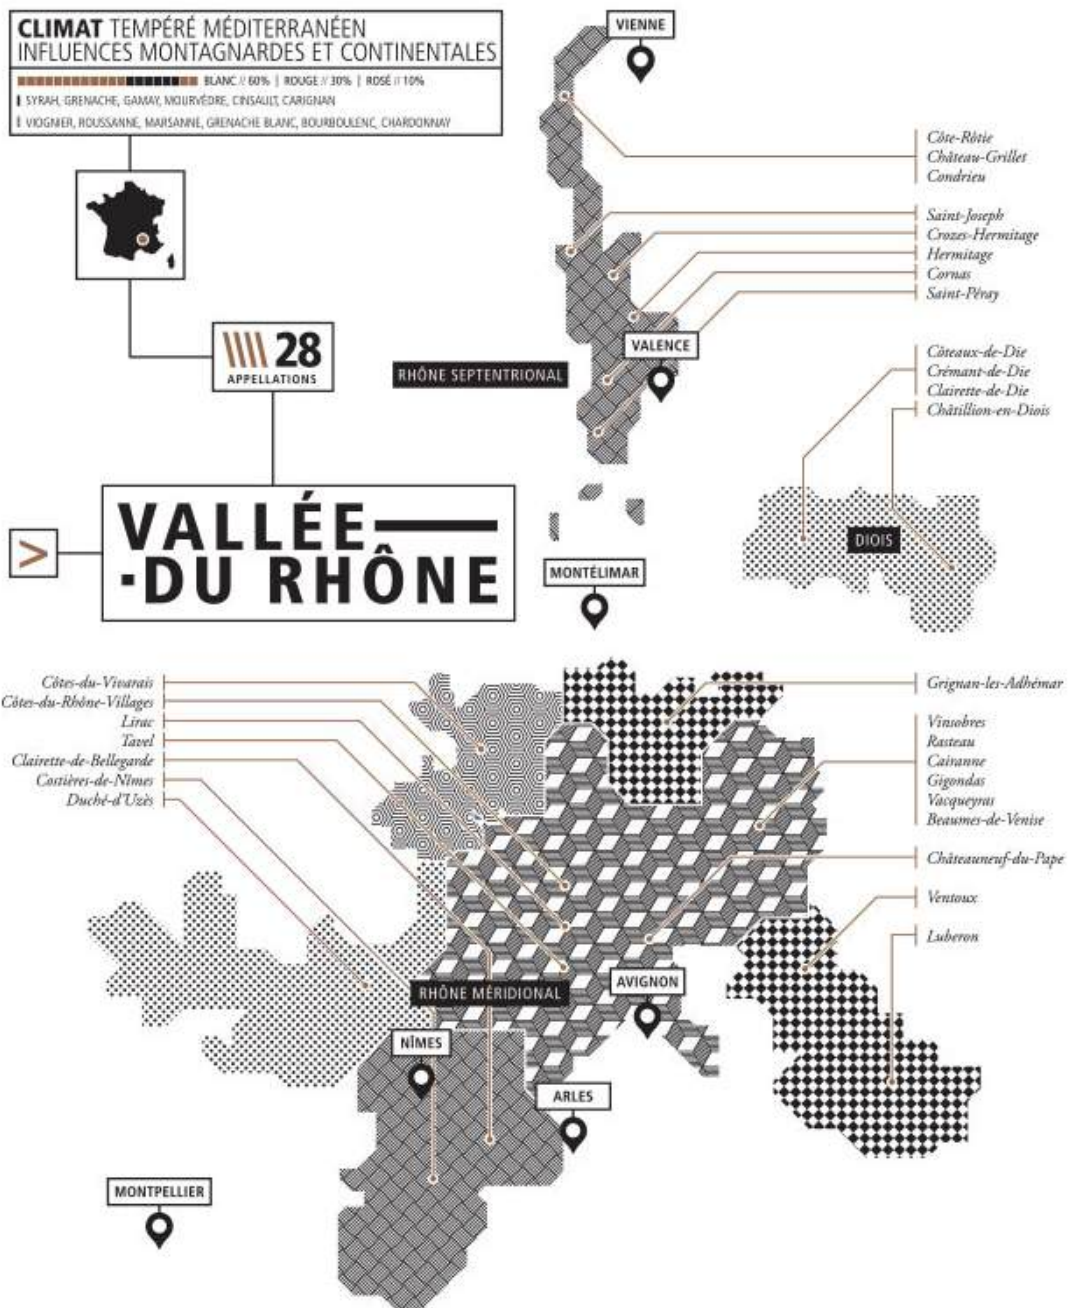 CLIMAT TEMPÉRÉ MÉDITERRANÉEN
INFLUENCES MONTAGNARDES ET CONTINENTALES
BLANC // 60% | ROUGE // 30% | ROSÉ // 10%
SYRAH, GRENACHE, GAMAY, MOURVÈDRE, CINSAULT, CARIGNAN
VIOGNIER, ROUSSANNE, MARSANNE, GRENACHE BLANC, BOURBOULENC, CHARDONNAY
28
APPELLATIONS
>
VALLÉE
DU RHÔNE
VIENNE
Côte-Rôtie
Château-Grillet
Condrieu
Saint-Joseph
Crozes-Hermitage
Hermitage
Cornas
Saint-Péray
VALENCE
RHÔNE SEPTENTRIONAL
Côteaux-de-Die
Crémant-de-Die
Clairette-de-Die
Châtillion-en-Diois
DIOIS
MONTÉLIMAR
Côtes-du-Vivarais
Côtes-du-Rhône-Villages
Lirac
Tavel
Clairette-de-Bellegarde
Costières-de-Nîmes
Duché-d'Uzès
Grignan-les-Adhémar
Vinsobres
Rasteau
Cairanne
Gigondas
Vacqueyras
Beaumes-de-Venise
Châteauneuf-du-Pape
Ventoux
Luberon
RHÔNE MÉRIDIONAL
AVIGNON
NÎMES
ARLES
MONTPELLIER